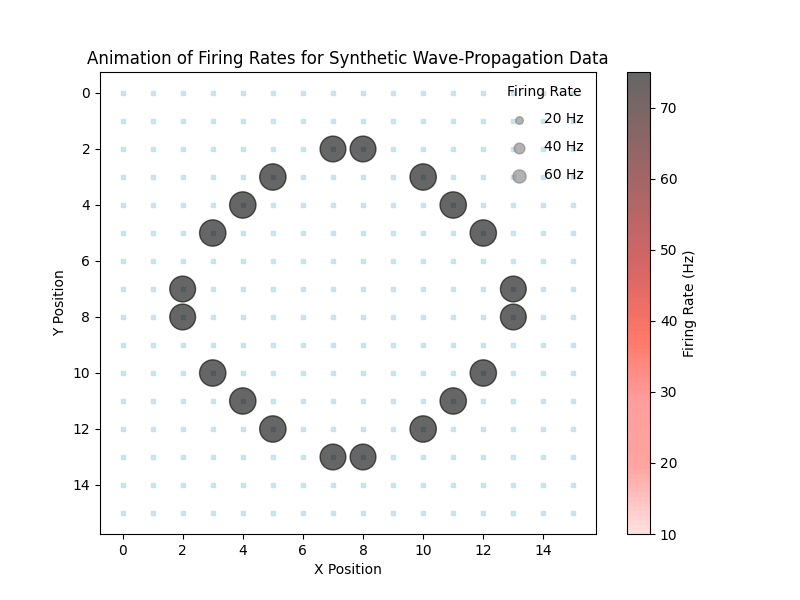 Animation of Firing Rates for Synthetic Wave-Propagation Data
Firing Rate
20 Hz
40 Hz
60 Hz
0
2
4
6
8
10
12
14
Y Position
0 2 4 6 8 10 12 14
X Position
70
60
50
40
30
20
10
Firing Rate (Hz)